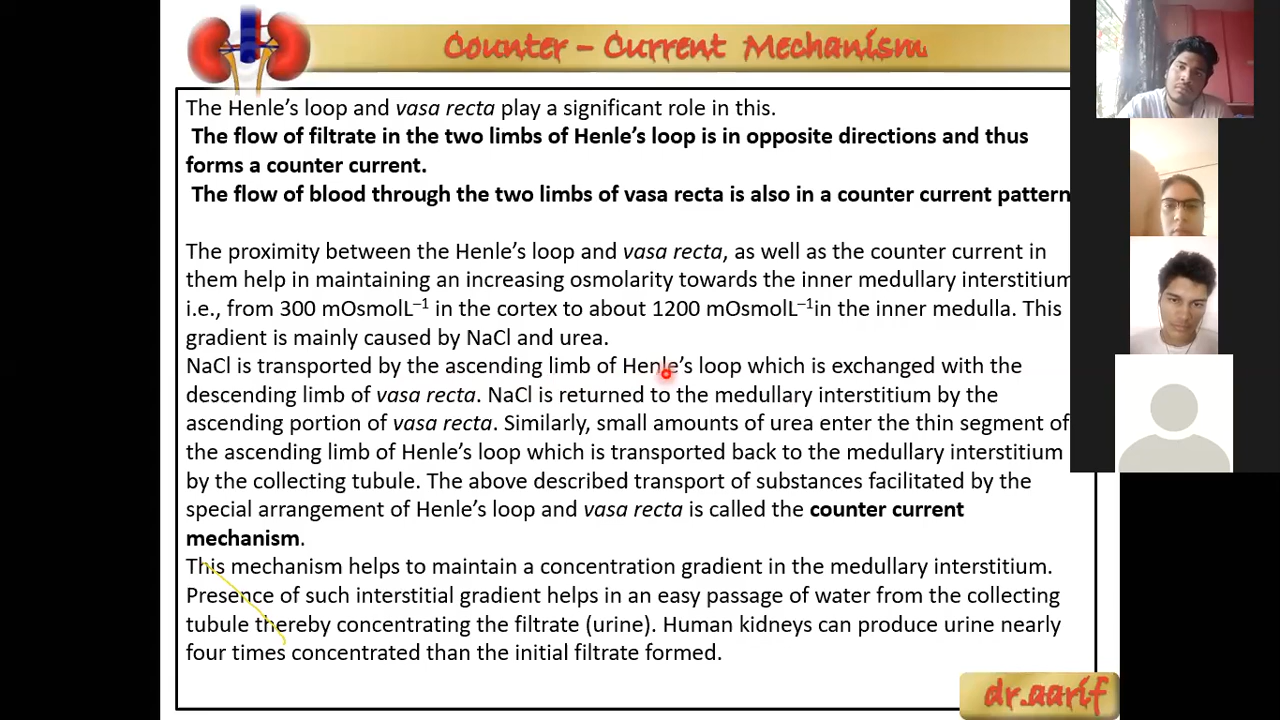 Counter – Current Mechanism
The Henle's loop and vasa recta play a significant role in this.
The flow of filtrate in the two limbs of Henle's loop is in opposite directions and thus
forms a counter current.
The flow of blood through the two limbs of vasa recta is also in a counter current pattern
The proximity between the Henle's loop and vasa recta, as well as the counter current in
them help in maintaining an increasing osmolarity towards the inner medullary interstitium
i.e., from 300 mOsmolL⁻¹ in the cortex to about 1200 mOsmolL⁻¹in the inner medulla. This
gradient is mainly caused by NaCl and urea.
NaCl is transported by the ascending limb of Henle's loop which is exchanged with the
descending limb of vasa recta. NaCl is returned to the medullary interstitium by the
ascending portion of vasa recta. Similarly, small amounts of urea enter the thin segment of
the ascending limb of Henle's loop which is transported back to the medullary interstitium
by the collecting tubule. The above described transport of substances facilitated by the
special arrangement of Henle's loop and vasa recta is called the counter current
mechanism.
This mechanism helps to maintain a concentration gradient in the medullary interstitium.
Presence of such interstitial gradient helps in an easy passage of water from the collecting
tubule thereby concentrating the filtrate (urine). Human kidneys can produce urine nearly
four times concentrated than the initial filtrate formed.
dr.aarif